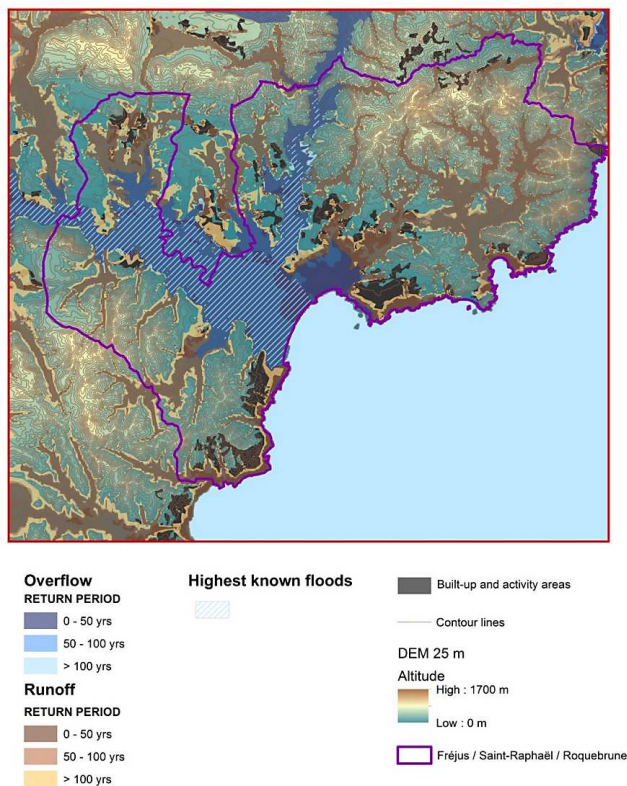 Overflow
RETURN PERIOD
0 - 50 yrs
50 - 100 yrs
> 100 yrs
Runoff
RETURN PERIOD
0 - 50 yrs
50 - 100 yrs
> 100 yrs
Highest known floods
Built-up and activity areas
Contour lines
DEM 25 m
Altitude
High : 1700 m
Low : 0 m
Fréjus / Saint-Raphaël / Roquebrune